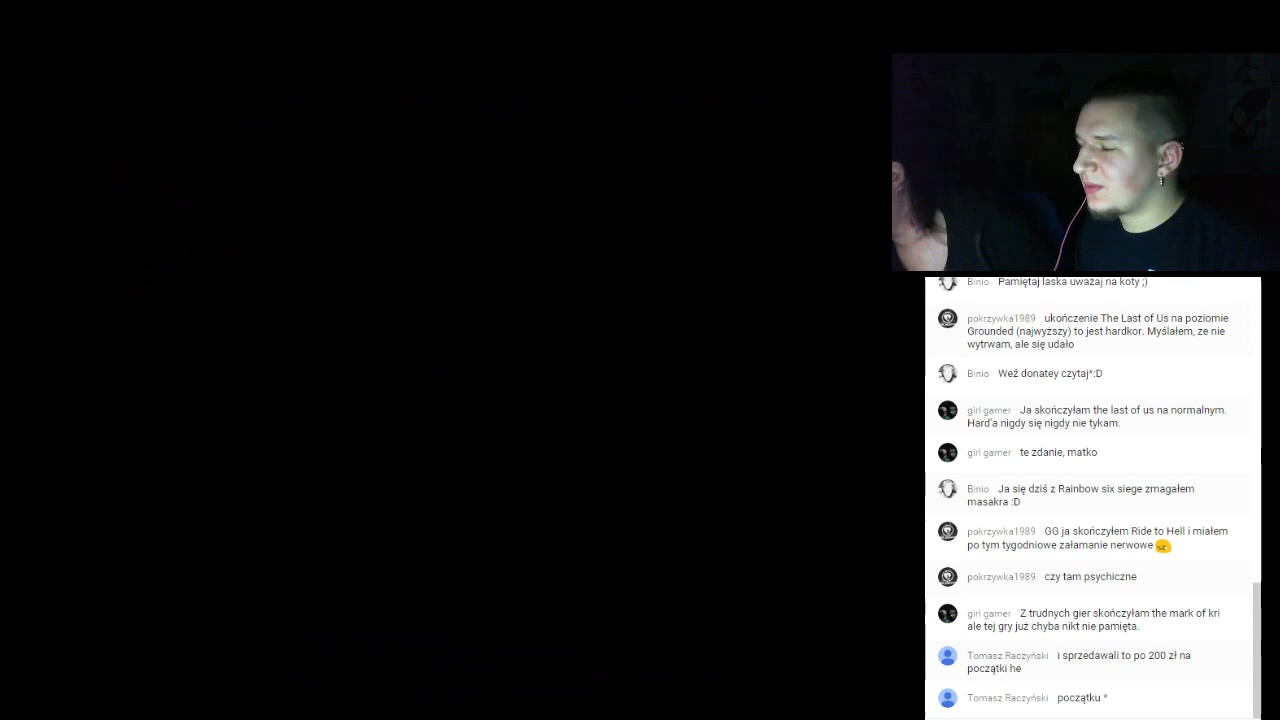 Binio Pamiętaj laska uważaj na koty ;)
pokrzywka1989 ukończenie The Last of Us na poziomie
Grounded (najwyższy) to jest hardkor. Myślałem, ze nie
wytrwam, ale się udało
Binio Weź donatey czytaj*:D
girl gamer Ja skończyłam the last of us na normalnym.
Hard'a nigdy się nigdy nie tykam.
girl gamer te zdanie, matko
Binio Ja się dziś z Rainbow six siege zmagałem
masakra :D
pokrzywka1989 GG ja skończyłem Ride to Hell i miałem
po tym tygodniowe załamanie nerwowe
pokrzywka1989 czy tam psychiczne
girl gamer Z trudnych gier skończyłam the mark of kri
ale tej gry już chyba nikt nie pamięta.
Tomasz Raczyński i sprzedawali to po 200 zł na
początki he
Tomasz Raczyński początku *